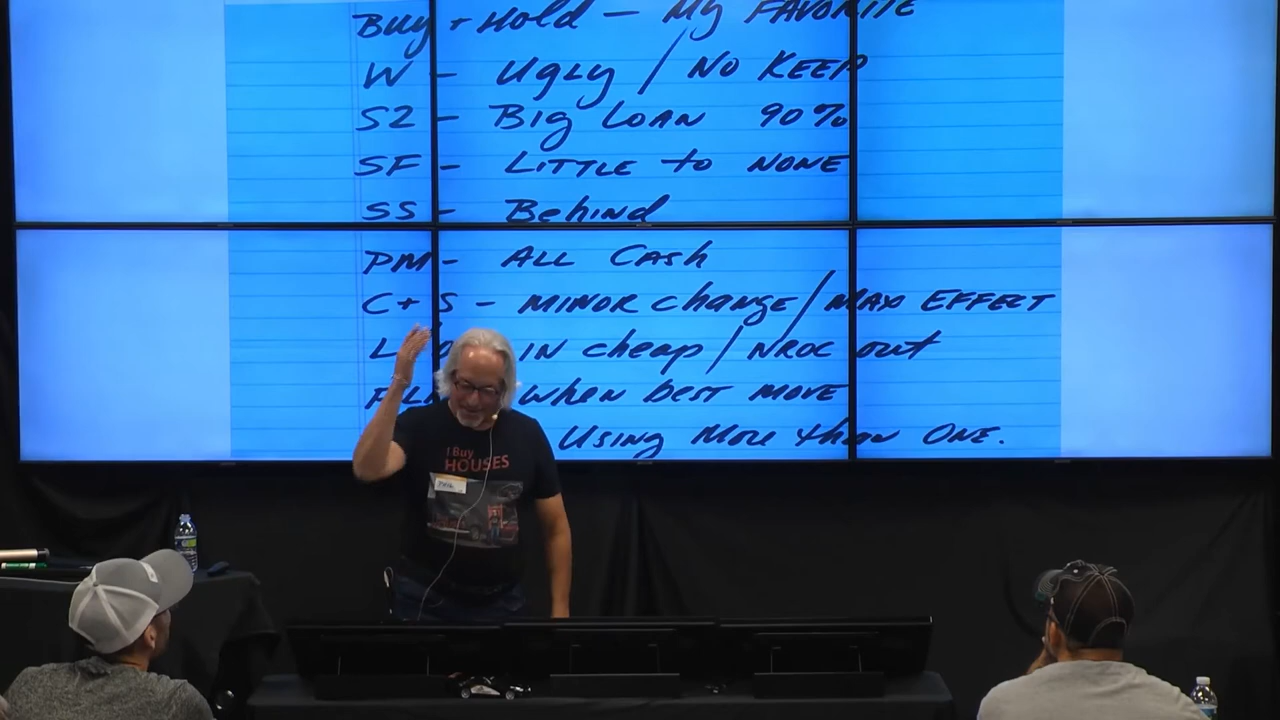 Buy + Hold — My FAVORITE
W - Ugly / No KEEP
S2 - Big LOAN 90%
SF - LITTLE to NONE
SS - Behind
PM - ALL CASH
C + S - MINOR change / MAX EFFECT
IN cheap / NROC out
When best MOVE
Using More than ONE.
I Buy
HOUSES